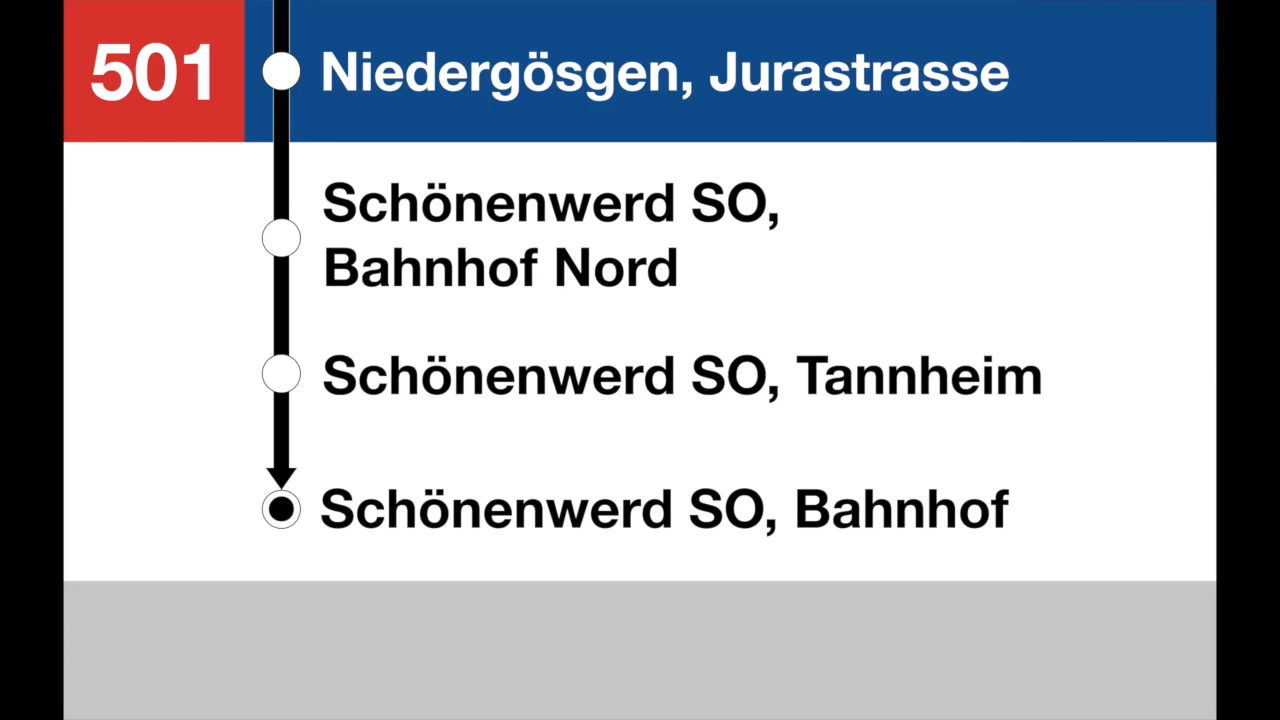 501
Niedergösgen, Jurastrasse
Schönenwerd SO,
Bahnhof Nord
Schönenwerd SO, Tannheim
Schönenwerd SO, Bahnhof